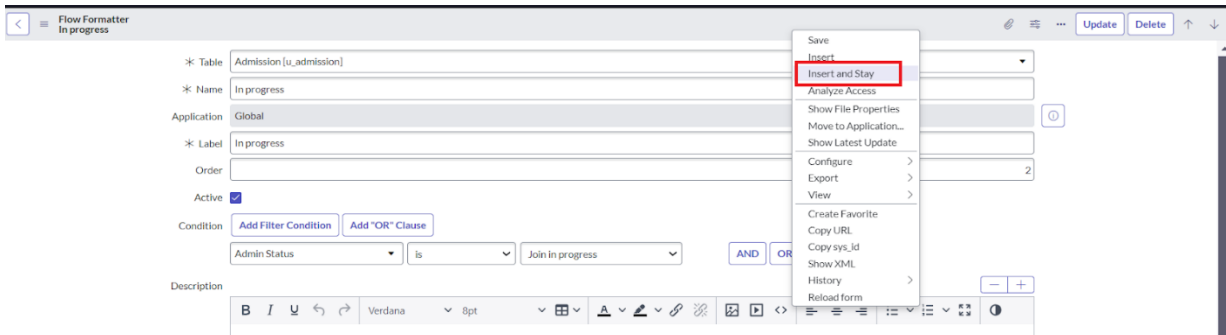 Flow Formatter
In progress
Update
Delete
Table
Admission [u_admission]
Name
In progress
Application
Global
Label
In progress
Order
2
Active
Condition
Add Filter Condition
Add "OR" Clause
Admin Status
is
Join in progress
AND
OR
Description
B I U
Verdana
8pt
A
Save
Insert
Insert and Stay
Analyze Access
Show File Properties
Move to Application...
Show Latest Update
Configure
Export
View
Create Favorite
Copy URL
Copy sys_id
Show XML
History
Reload form